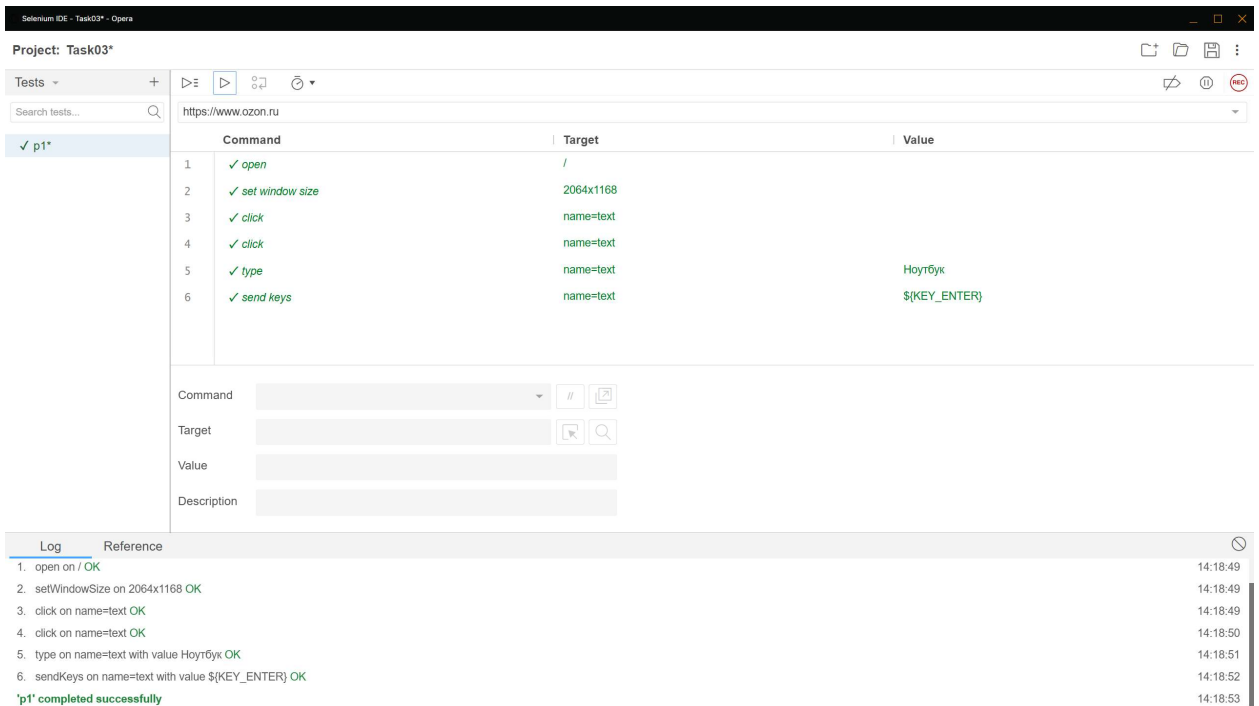 Selenium IDE - Task03* - Opera
Project: Task03*
Tests
Search tests...
✓ p1*
REC
https://www.ozon.ru
Command Target Value
1 ✓ open /
2 ✓ set window size 2064x1168
3 ✓ click name=text
4 ✓ click name=text
5 ✓ type name=text Ноутбук
6 ✓ send keys name=text ${KEY_ENTER}
Command //
Target
Value
Description
Log Reference
1. open on / OK 14:18:49
2. setWindowSize on 2064x1168 OK 14:18:49
3. click on name=text OK 14:18:49
4. click on name=text OK 14:18:50
5. type on name=text with value Ноутбук OK 14:18:51
6. sendKeys on name=text with value ${KEY_ENTER} OK 14:18:52
'p1' completed successfully 14:18:53